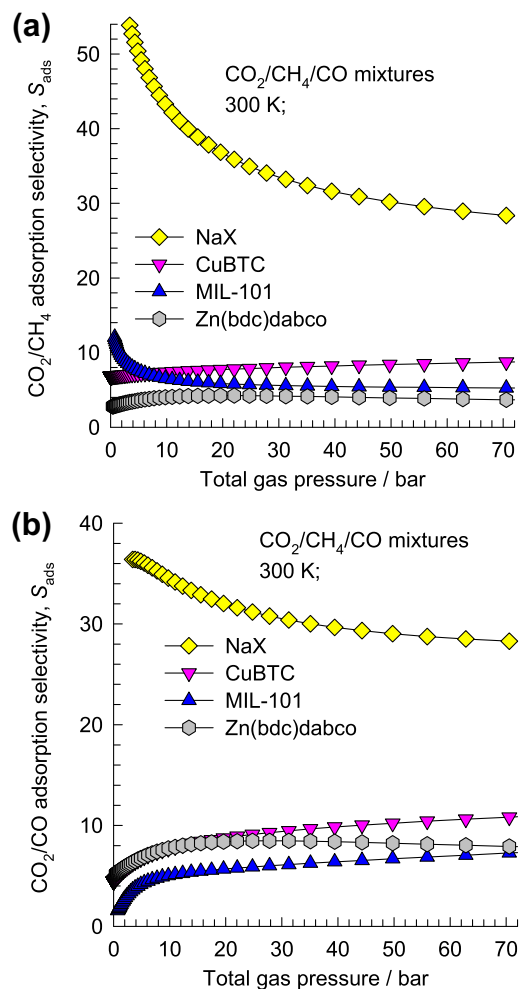 (a)
CO₂/CH₄/CO mixtures
300 K;
NaX
CuBTC
MIL-101
Zn(bdc)dabco
CO₂/CH₄ adsorption selectivity, S_ads
0
10
20
30
40
50
0 10 20 30 40 50 60 70
Total gas pressure / bar
(b)
CO₂/CH₄/CO mixtures
300 K;
NaX
CuBTC
MIL-101
Zn(bdc)dabco
CO₂/CO adsorption selectivity, S_ads
0
10
20
30
40
0 10 20 30 40 50 60 70
Total gas pressure / bar